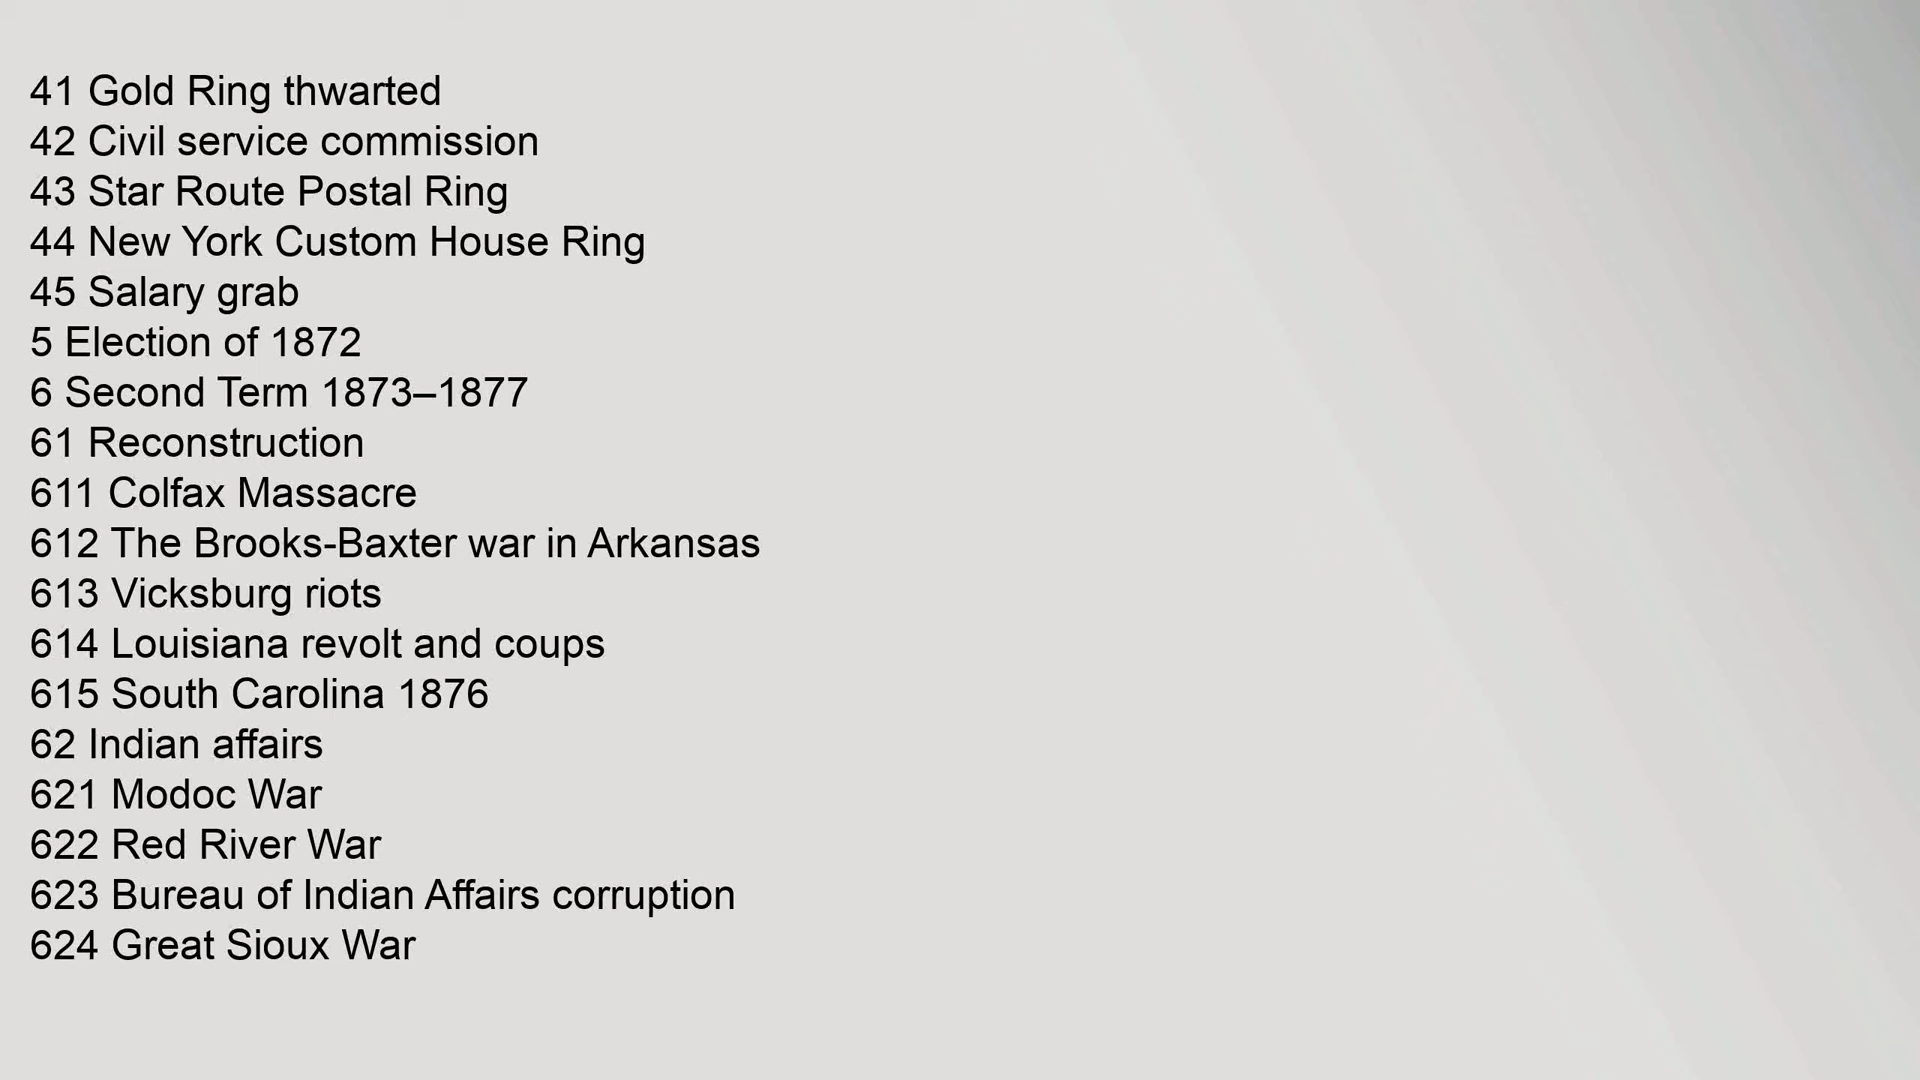 41 Gold Ring thwarted
42 Civil service commission
43 Star Route Postal Ring
44 New York Custom House Ring
45 Salary grab
5 Election of 1872
6 Second Term 1873–1877
61 Reconstruction
611 Colfax Massacre
612 The Brooks-Baxter war in Arkansas
613 Vicksburg riots
614 Louisiana revolt and coups
615 South Carolina 1876
62 Indian affairs
621 Modoc War
622 Red River War
623 Bureau of Indian Affairs corruption
624 Great Sioux War